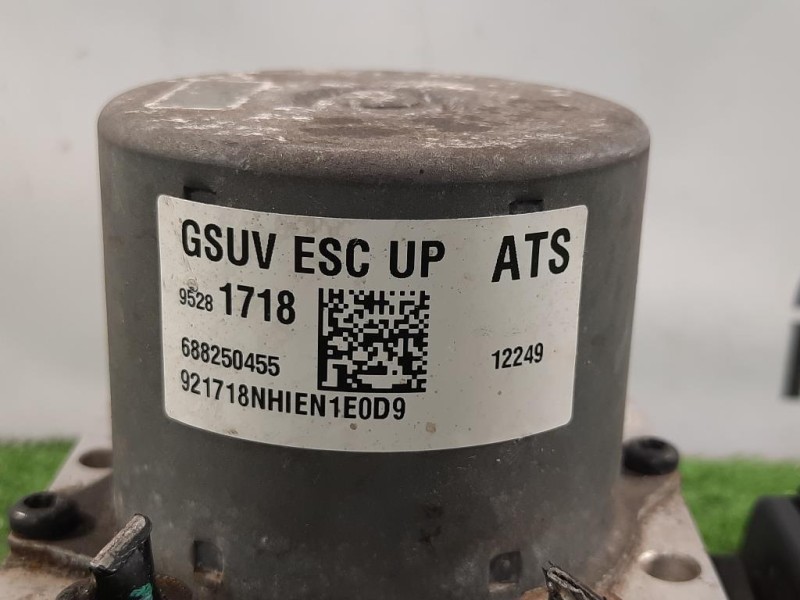 GSUV ESC UP ATS
9528 1718
688250455 12249
921718NHIEN1E0D9